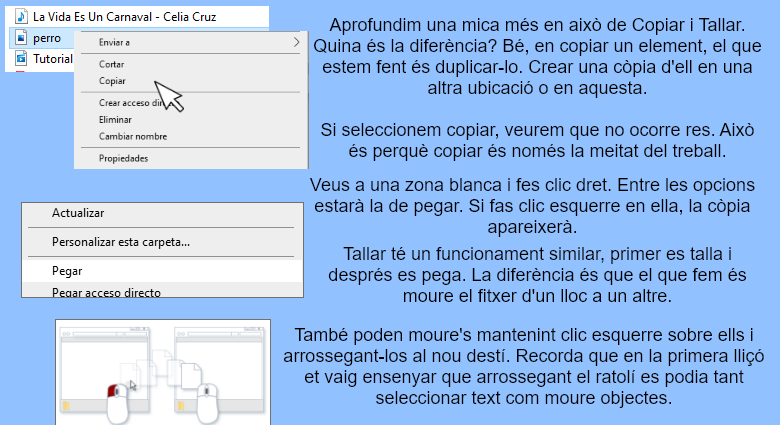 La Vida Es Un Carnaval - Celia Cruz
perro
Tutorial
Enviar a
Cortar
Copiar
Crear acceso dir
Eliminar
Cambiar nombre
Propiedades
Aprofundim una mica més en això de Copiar i Tallar.
Quina és la diferència? Bé, en copiar un element, el que
estem fent és duplicar-lo. Crear una còpia d'ell en una
altra ubicació o en aquesta.
Si seleccionem copiar, veurem que no ocorre res. Això
és perquè copiar és només la meitat del treball.
Veus a una zona blanca i fes clic dret. Entre les opcions
estarà la de pegar. Si fas clic esquerre en ella, la còpia
apareixerà.
Actualizar
Personalizar esta carpeta...
Pegar
Pegar acceso directo
Tallar té un funcionament similar, primer es talla i
després es pega. La diferència és que el que fem és
moure el fitxer d'un lloc a un altre.
També poden moure's mantenint clic esquerre sobre ells i
arrossegant-los al nou destí. Recorda que en la primera lliçó
et vaig ensenyar que arrossegant el ratolí es podia tant
seleccionar text com moure objectes.